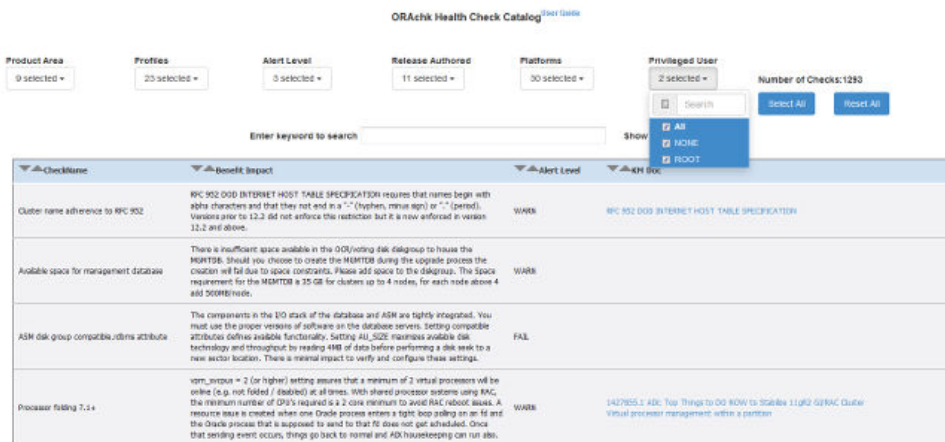 ORAchk Health Check Catalog User Guide
Product Area Profiles Alert Level Release Authored Platforms Privileged User
9 selected 23 selected 3 selected 11 selected 30 selected 2 selected
Number of Checks:1293
Search
Select All Reset All
All
NONE
ROOT
Enter keyword to search
Show
CheckName Benefit Impact Alert Level KM Doc
RFC 952 DOD INTERNET HOST TABLE SPECIFICATION requires that names begin with
alpha characters and that they not end in a "-" (hyphen, minus sign) or "." (period).
Cluster name adherence to RFC 952
Versions prior to 12.2 did not enforce this restriction but it is now enforced in version
12.2 and above.
WARN
RFC 952 DOD INTERNET HOST TABLE SPECIFICATION
There is insufficient space available in the OCR/voting disk diskgroup to house the
MGMTDB. Should you choose to create the MGMTDB during the upgrade process the
Available space for management database
creation will fail due to space constraints. Please add space to the diskgroup. The Space
requirement for the MGMTDB is 35 GB for clusters up to 4 nodes, for each node above 4
add 500MB/node.
WARN
The components in the I/O stack of the database and ASM are tightly integrated. You
must use the proper versions of software on the database servers. Setting compatible
ASM disk group compatible.rdbms attribute
attributes defines available functionality. Setting AU_SIZE maximizes available disk
technology and throughput by reading 4MB of data before performing a disk seek to a
new sector location. There is minimal impact to verify and configure these settings.
FAIL
vpm_xvcpus = 2 (or higher) setting assures that a minimum of 2 virtual processors will be
online (e.g. not folded / disabled) at all times. With shared processor systems using RAC,
the minimum number of CPU's required is a 2 core minimum to avoid RAC reboot issues. A
Processor folding 7.1+
resource issue is created when one Oracle process enters a tight loop polling on an fd and
the Oracle process that is supposed to send to that fd does not get scheduled. Once
that sending event occurs, things go back to normal and AIX housekeeping can run also.
WARN
1427855.1 AIX: Top Things to DO NOW to Stabilize 11gR2 GI/RAC Cluster
Virtual processor management within a partition